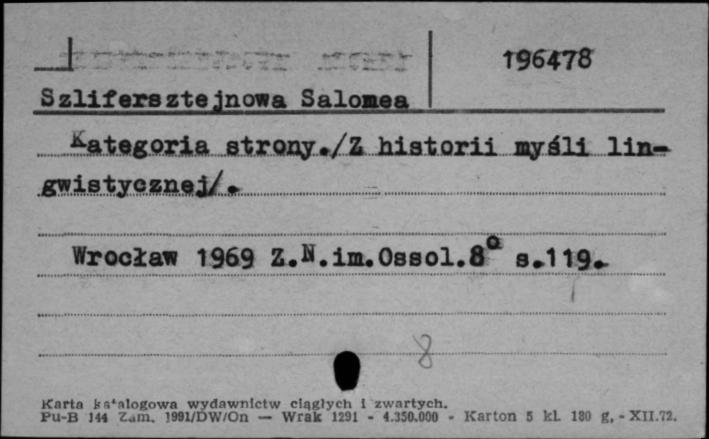 196478
Szlifersztejnowa Salomea
Kategoria strony./Z historii myśli lin-
gwistycznej/.
Wrocław 1969 Z.N.im.Ossol.8° s.119.
8
Karta katalogowa wydawnictw ciągłych i zwartych.
Pu-B 144 Zam. 1991/DW/On — Wrak 1291 - 4.350.000 - Karton 5 kl. 180 g, - XII.72.